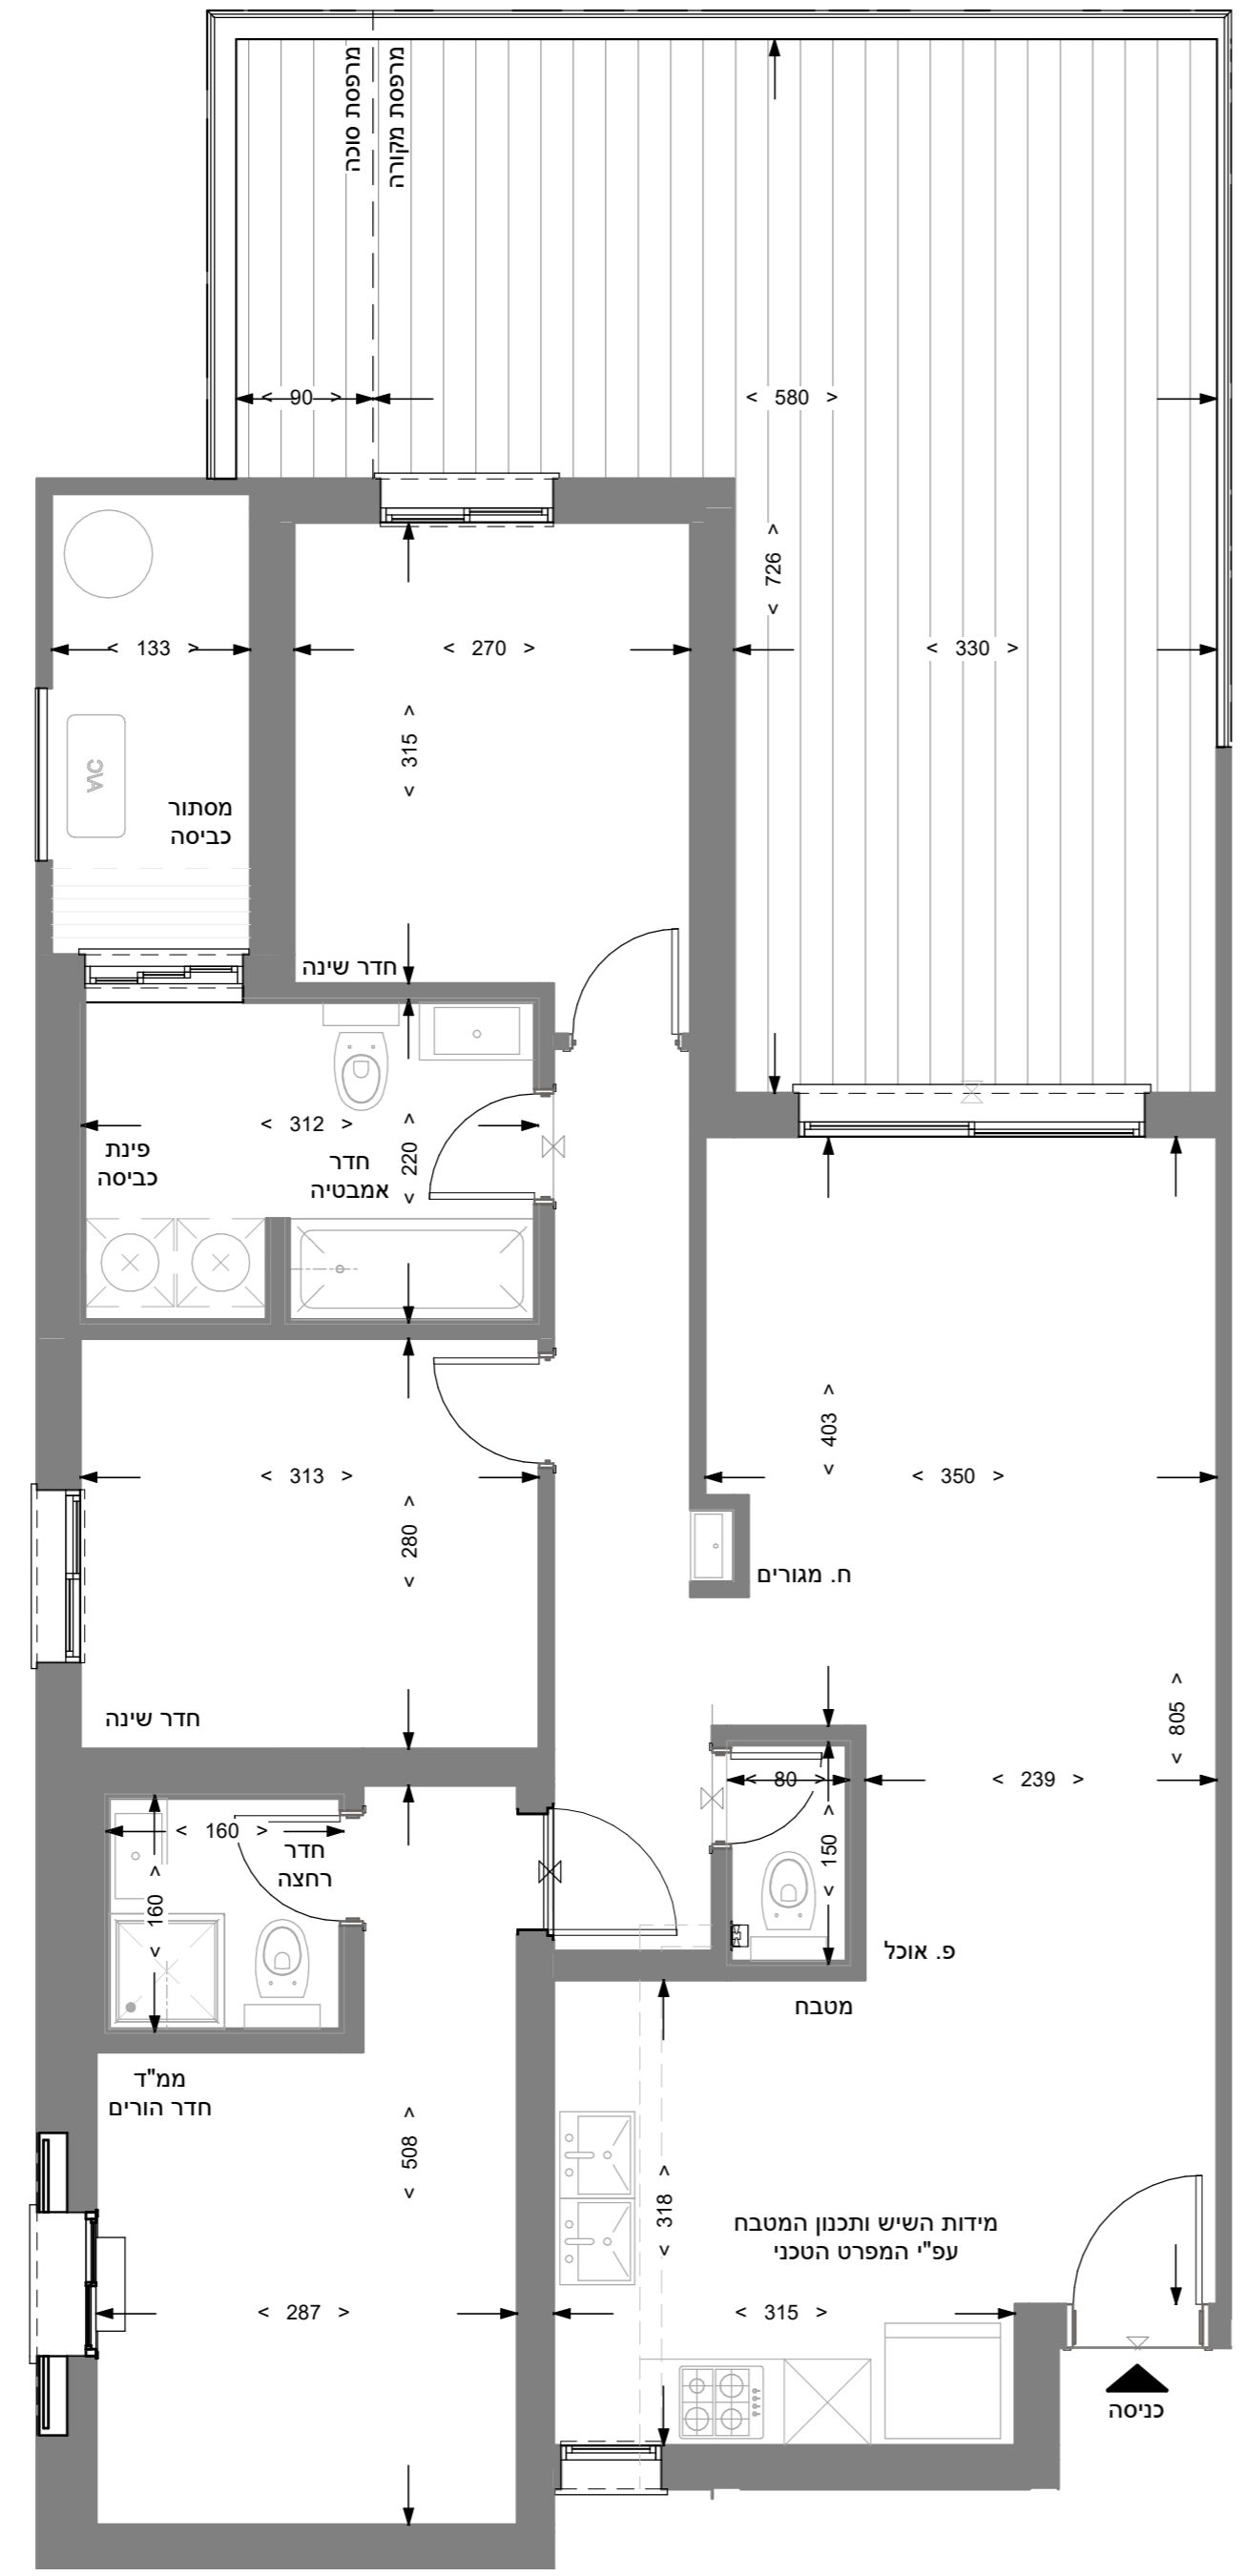 מרפסת סוכה
מרפסת מקורה
< 90 >
< 580 >
< 726 >
< 133 >
< 270 >
< 330 >
< 315 >
A\C
מסתור
כביסה
חדר שינה
< 312 >
< 220 >
פינת
כביסה
חדר
אמבטיה
< 403 >
< 313 >
< 350 >
< 280 >
ח. מגורים
חדר שינה
< 805 >
< 80 >
< 239 >
< 160 >
חדר
רחצה
< 150 >
< 160 >
פ. אוכל
מטבח
ממ"ד
חדר הורים
< 508 >
< 318 >
מידות השיש ותכנון המטבח
עפ"י המפרט הטכני
< 287 >
< 315 >
כניסה